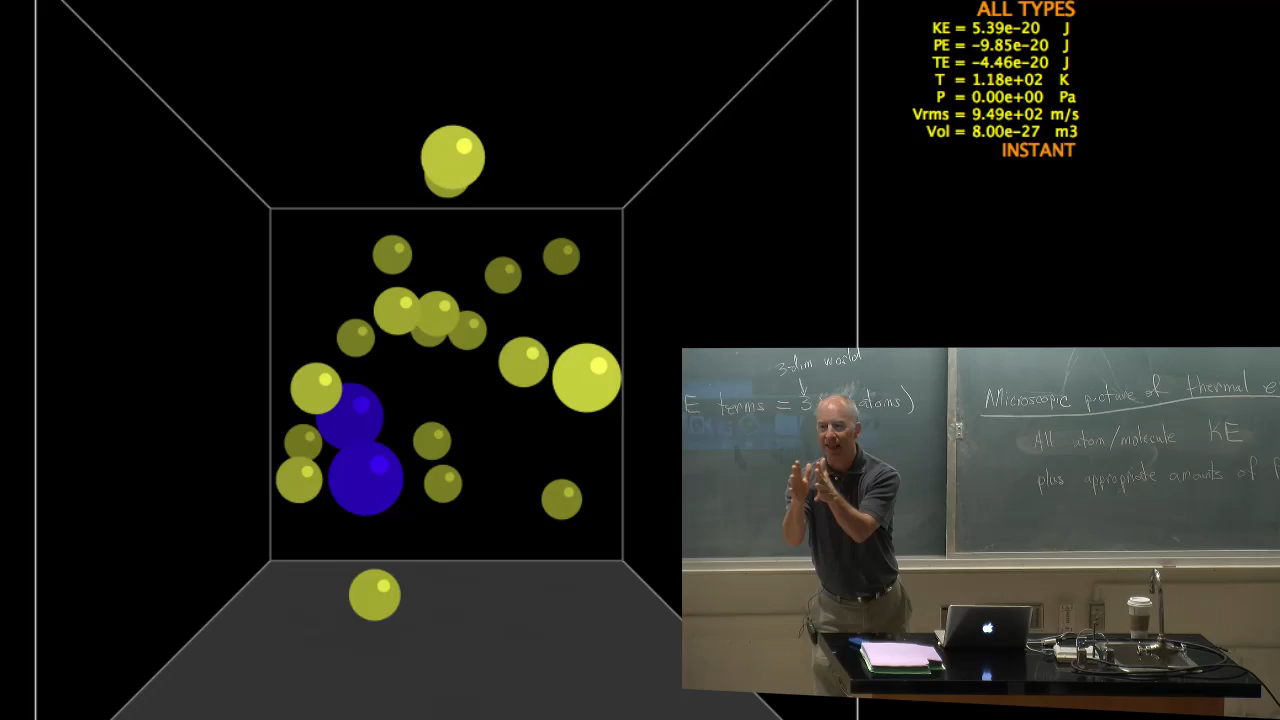 ALL TYPES
KE = 5.39e-20 J
PE = -9.85e-20 J
TE = -4.46e-20 J
T = 1.18e+02 K
P = 0.00e+00 Pa
Vrms = 9.49e+02 m/s
Vol = 8.00e-27 m3
INSTANT
3-dim world
E terms = 3 atoms)
Microscopic picture of thermal
All atom/molecule KE
plus appropriate amounts of